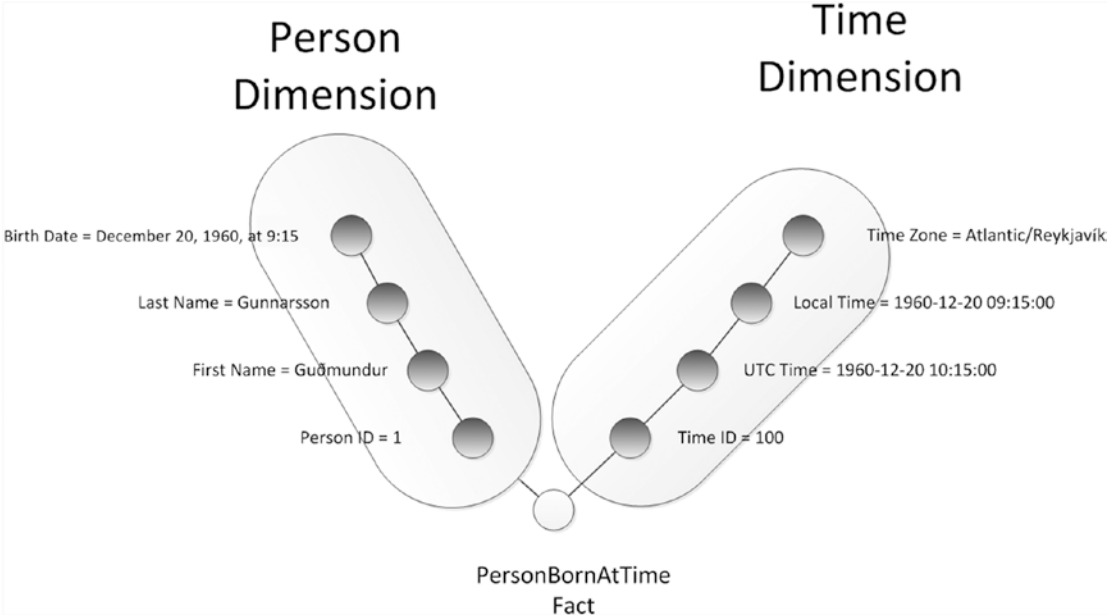 Person
Dimension
Time
Dimension
Birth Date = December 20, 1960, at 9:15
Last Name = Gunnarsson
First Name = Guðmundur
Person ID = 1
Time Zone = Atlantic/Reykjavík
Local Time = 1960-12-20 09:15:00
UTC Time = 1960-12-20 10:15:00
Time ID = 100
PersonBornAtTime
Fact